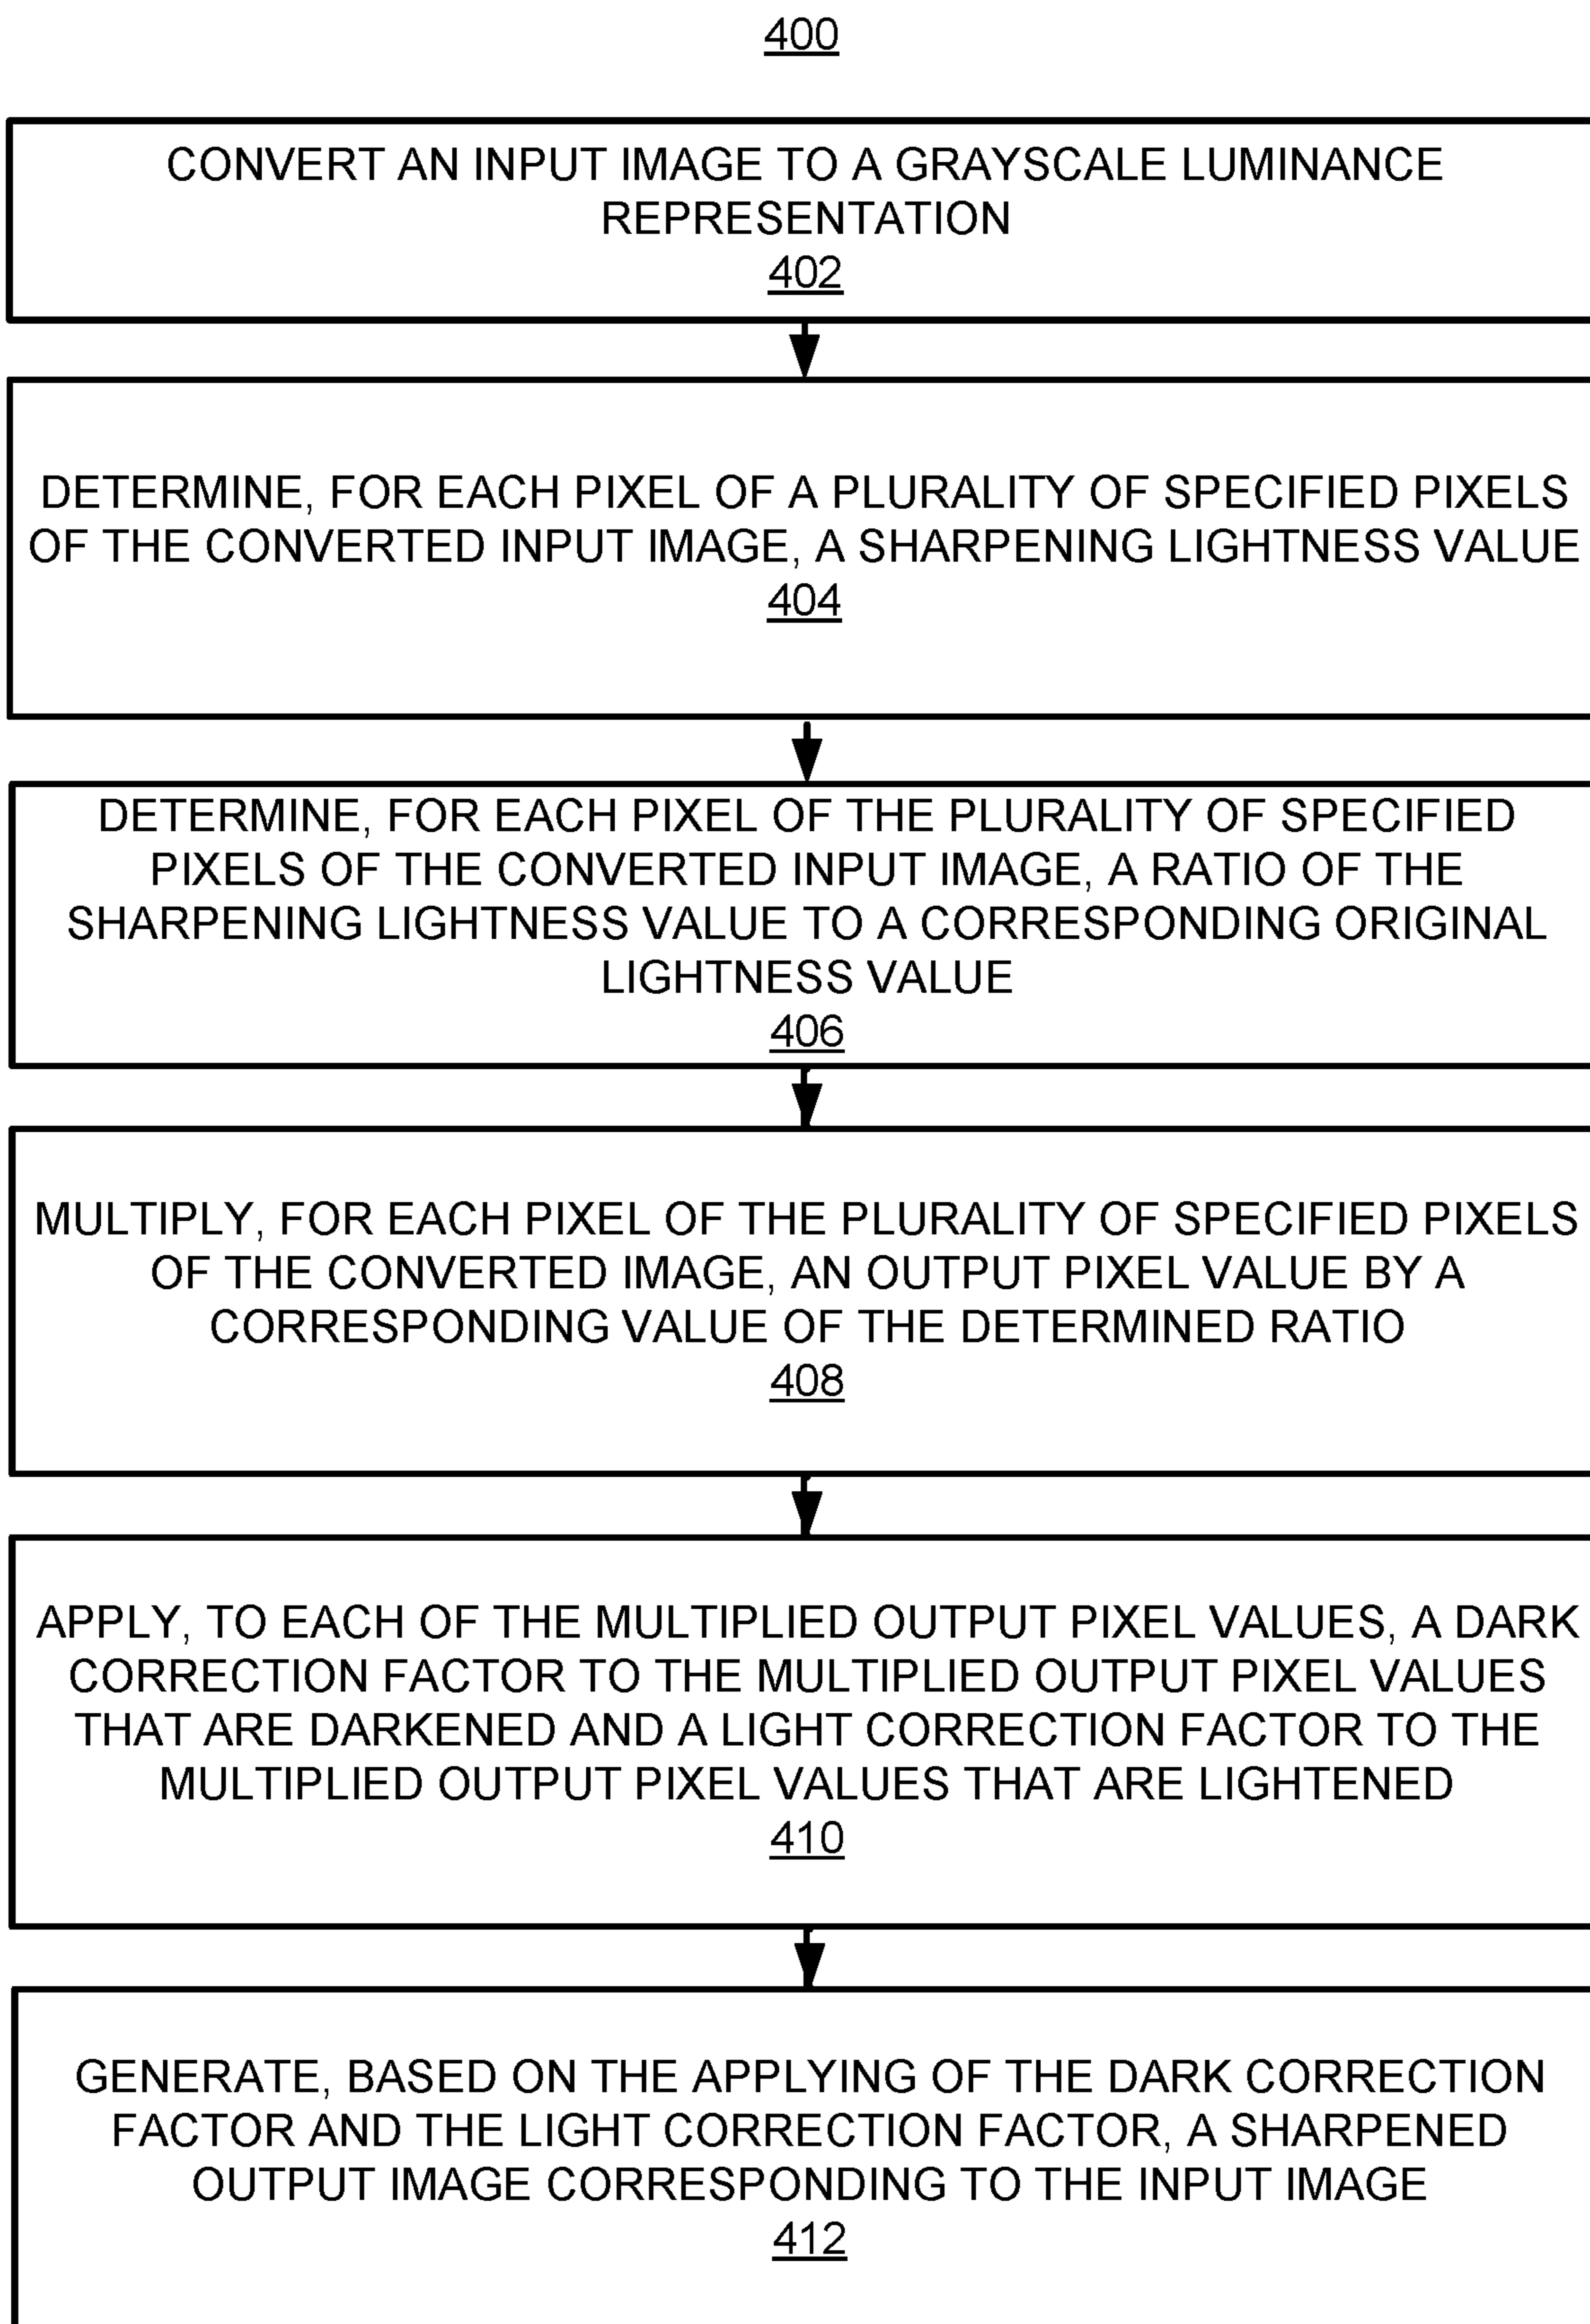 400
CONVERT AN INPUT IMAGE TO A GRAYSCALE LUMINANCE
REPRESENTATION
402
DETERMINE, FOR EACH PIXEL OF A PLURALITY OF SPECIFIED PIXELS
OF THE CONVERTED INPUT IMAGE, A SHARPENING LIGHTNESS VALUE
404
DETERMINE, FOR EACH PIXEL OF THE PLURALITY OF SPECIFIED
PIXELS OF THE CONVERTED INPUT IMAGE, A RATIO OF THE
SHARPENING LIGHTNESS VALUE TO A CORRESPONDING ORIGINAL
LIGHTNESS VALUE
406
MULTIPLY, FOR EACH PIXEL OF THE PLURALITY OF SPECIFIED PIXELS
OF THE CONVERTED IMAGE, AN OUTPUT PIXEL VALUE BY A
CORRESPONDING VALUE OF THE DETERMINED RATIO
408
APPLY, TO EACH OF THE MULTIPLIED OUTPUT PIXEL VALUES, A DARK
CORRECTION FACTOR TO THE MULTIPLIED OUTPUT PIXEL VALUES
THAT ARE DARKENED AND A LIGHT CORRECTION FACTOR TO THE
MULTIPLIED OUTPUT PIXEL VALUES THAT ARE LIGHTENED
410
GENERATE, BASED ON THE APPLYING OF THE DARK CORRECTION
FACTOR AND THE LIGHT CORRECTION FACTOR, A SHARPENED
OUTPUT IMAGE CORRESPONDING TO THE INPUT IMAGE
412